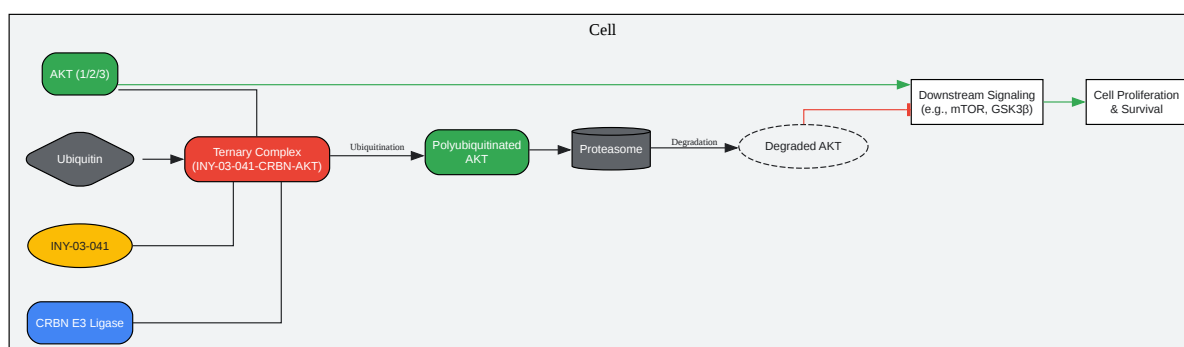 Cell
AKT (1/2/3)
Downstream Signaling
(e.g., mTOR, GSK3β)
Cell Proliferation
& Survival
Ubiquitin
Ternary Complex
(INY-03-041-CRBN-AKT)
Ubiquitination
Polyubiquitinated
AKT
Proteasome
Degradation
Degraded AKT
INY-03-041
CRBN E3 Ligase